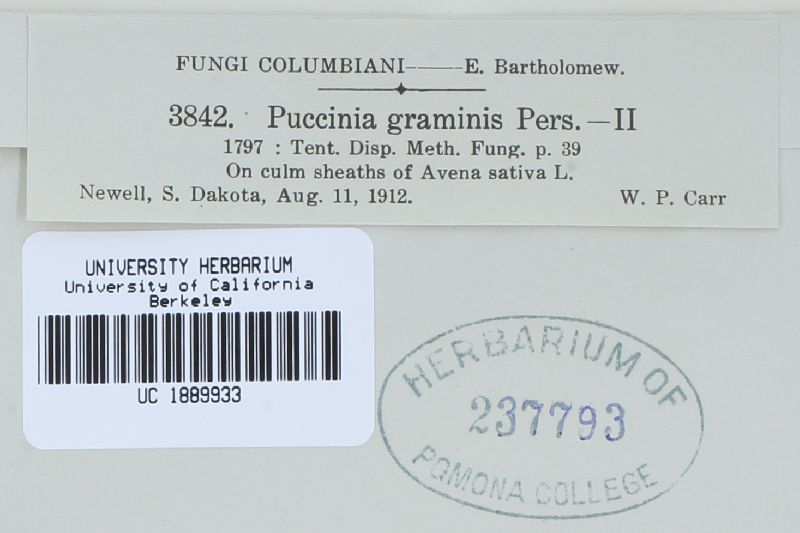 FUNGI COLUMBIANI——E. Bartholomew.
3842. Puccinia graminis Pers.—II
1797 : Tent. Disp. Meth. Fung. p. 39
On culm sheaths of Avena sativa L.
Newell, S. Dakota, Aug. 11, 1912. W. P. Carr
UNIVERSITY HERBARIUM
University of California
Berkeley
UC 1889933
HERBARIUM OF
237793
POMONA COLLEGE